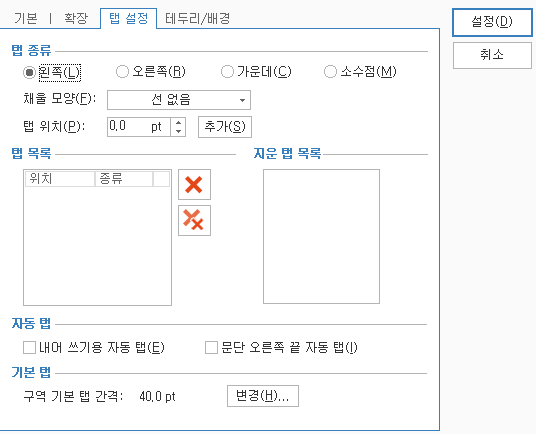 기본 | 확장 탭 설정 테두리/배경
설정(D)
취소
탭 종류
왼쪽(L) 오른쪽(R) 가운데(C) 소수점(M)
채울 모양(F): 선 없음
탭 위치(P): 0.0 pt 추가(S)
탭 목록 지운 탭 목록
위치 종류
자동 탭
내어 쓰기용 자동 탭(E) 문단 오른쪽 끝 자동 탭(I)
기본 탭
구역 기본 탭 간격: 40.0 pt 변경(H)...